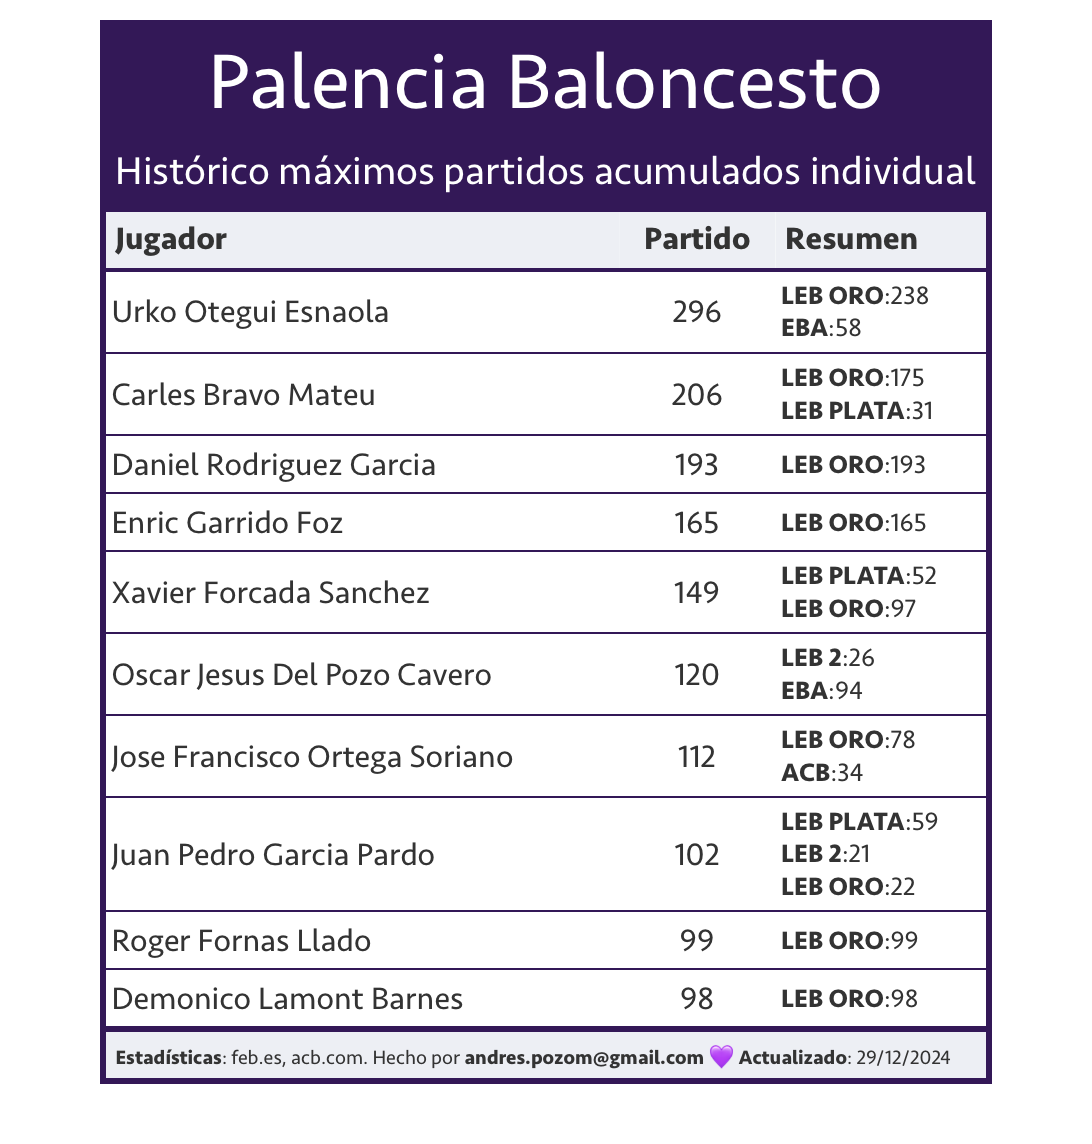 Palencia Baloncesto
Histórico máximos partidos acumulados individual
Jugador Partido Resumen
Urko Otegui Esnaola 296 LEB ORO:238
EBA:58
Carles Bravo Mateu 206 LEB ORO:175
LEB PLATA:31
Daniel Rodriguez Garcia 193 LEB ORO:193
Enric Garrido Foz 165 LEB ORO:165
Xavier Forcada Sanchez 149 LEB PLATA:52
LEB ORO:97
Oscar Jesus Del Pozo Cavero 120 LEB 2:26
EBA:94
Jose Francisco Ortega Soriano 112 LEB ORO:78
ACB:34
Juan Pedro Garcia Pardo 102 LEB PLATA:59
LEB 2:21
LEB ORO:22
Roger Fornas Llado 99 LEB ORO:99
Demonico Lamont Barnes 98 LEB ORO:98
Estadísticas: feb.es, acb.com. Hecho por andres.pozom@gmail.com 💜 Actualizado: 29/12/2024